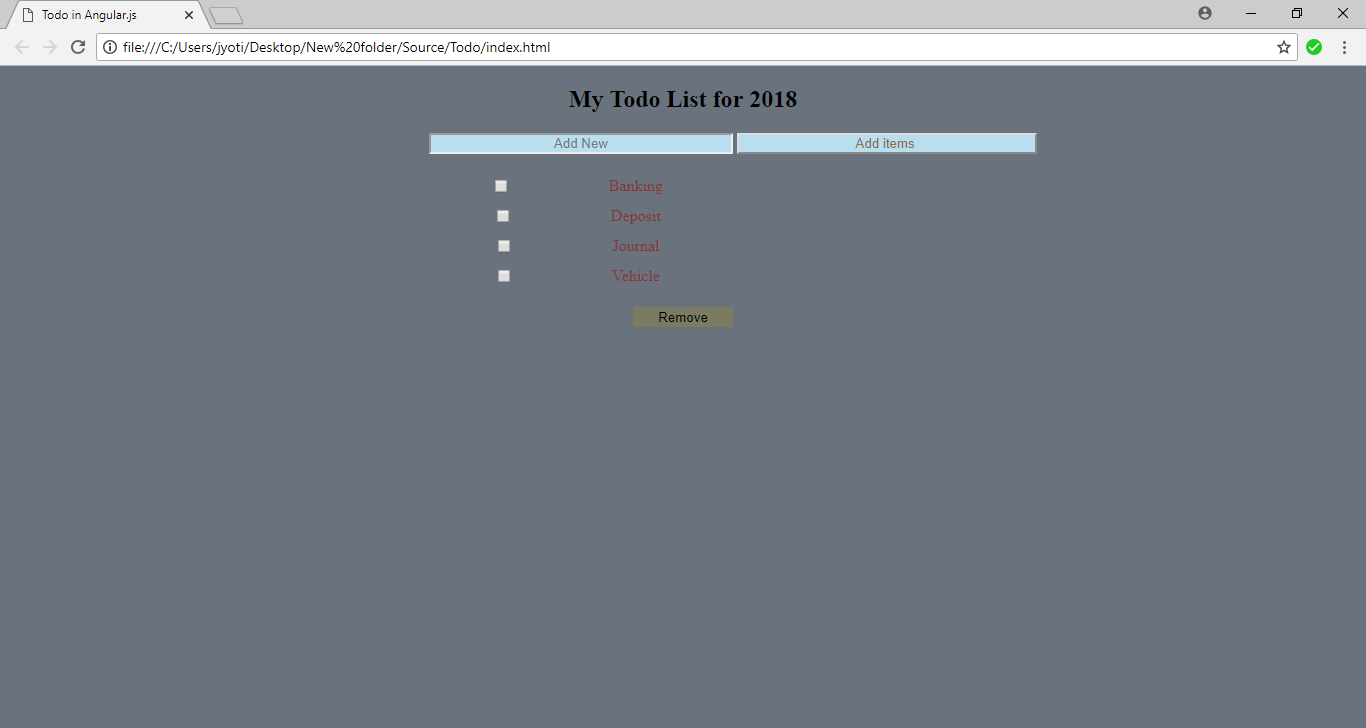 Todo in Angular.js
file:///C:/Users/jyoti/Desktop/New%20folder/Source/Todo/index.html
My Todo List for 2018
Add New Add items
Banking
Deposit
Journal
Vehicle
Remove